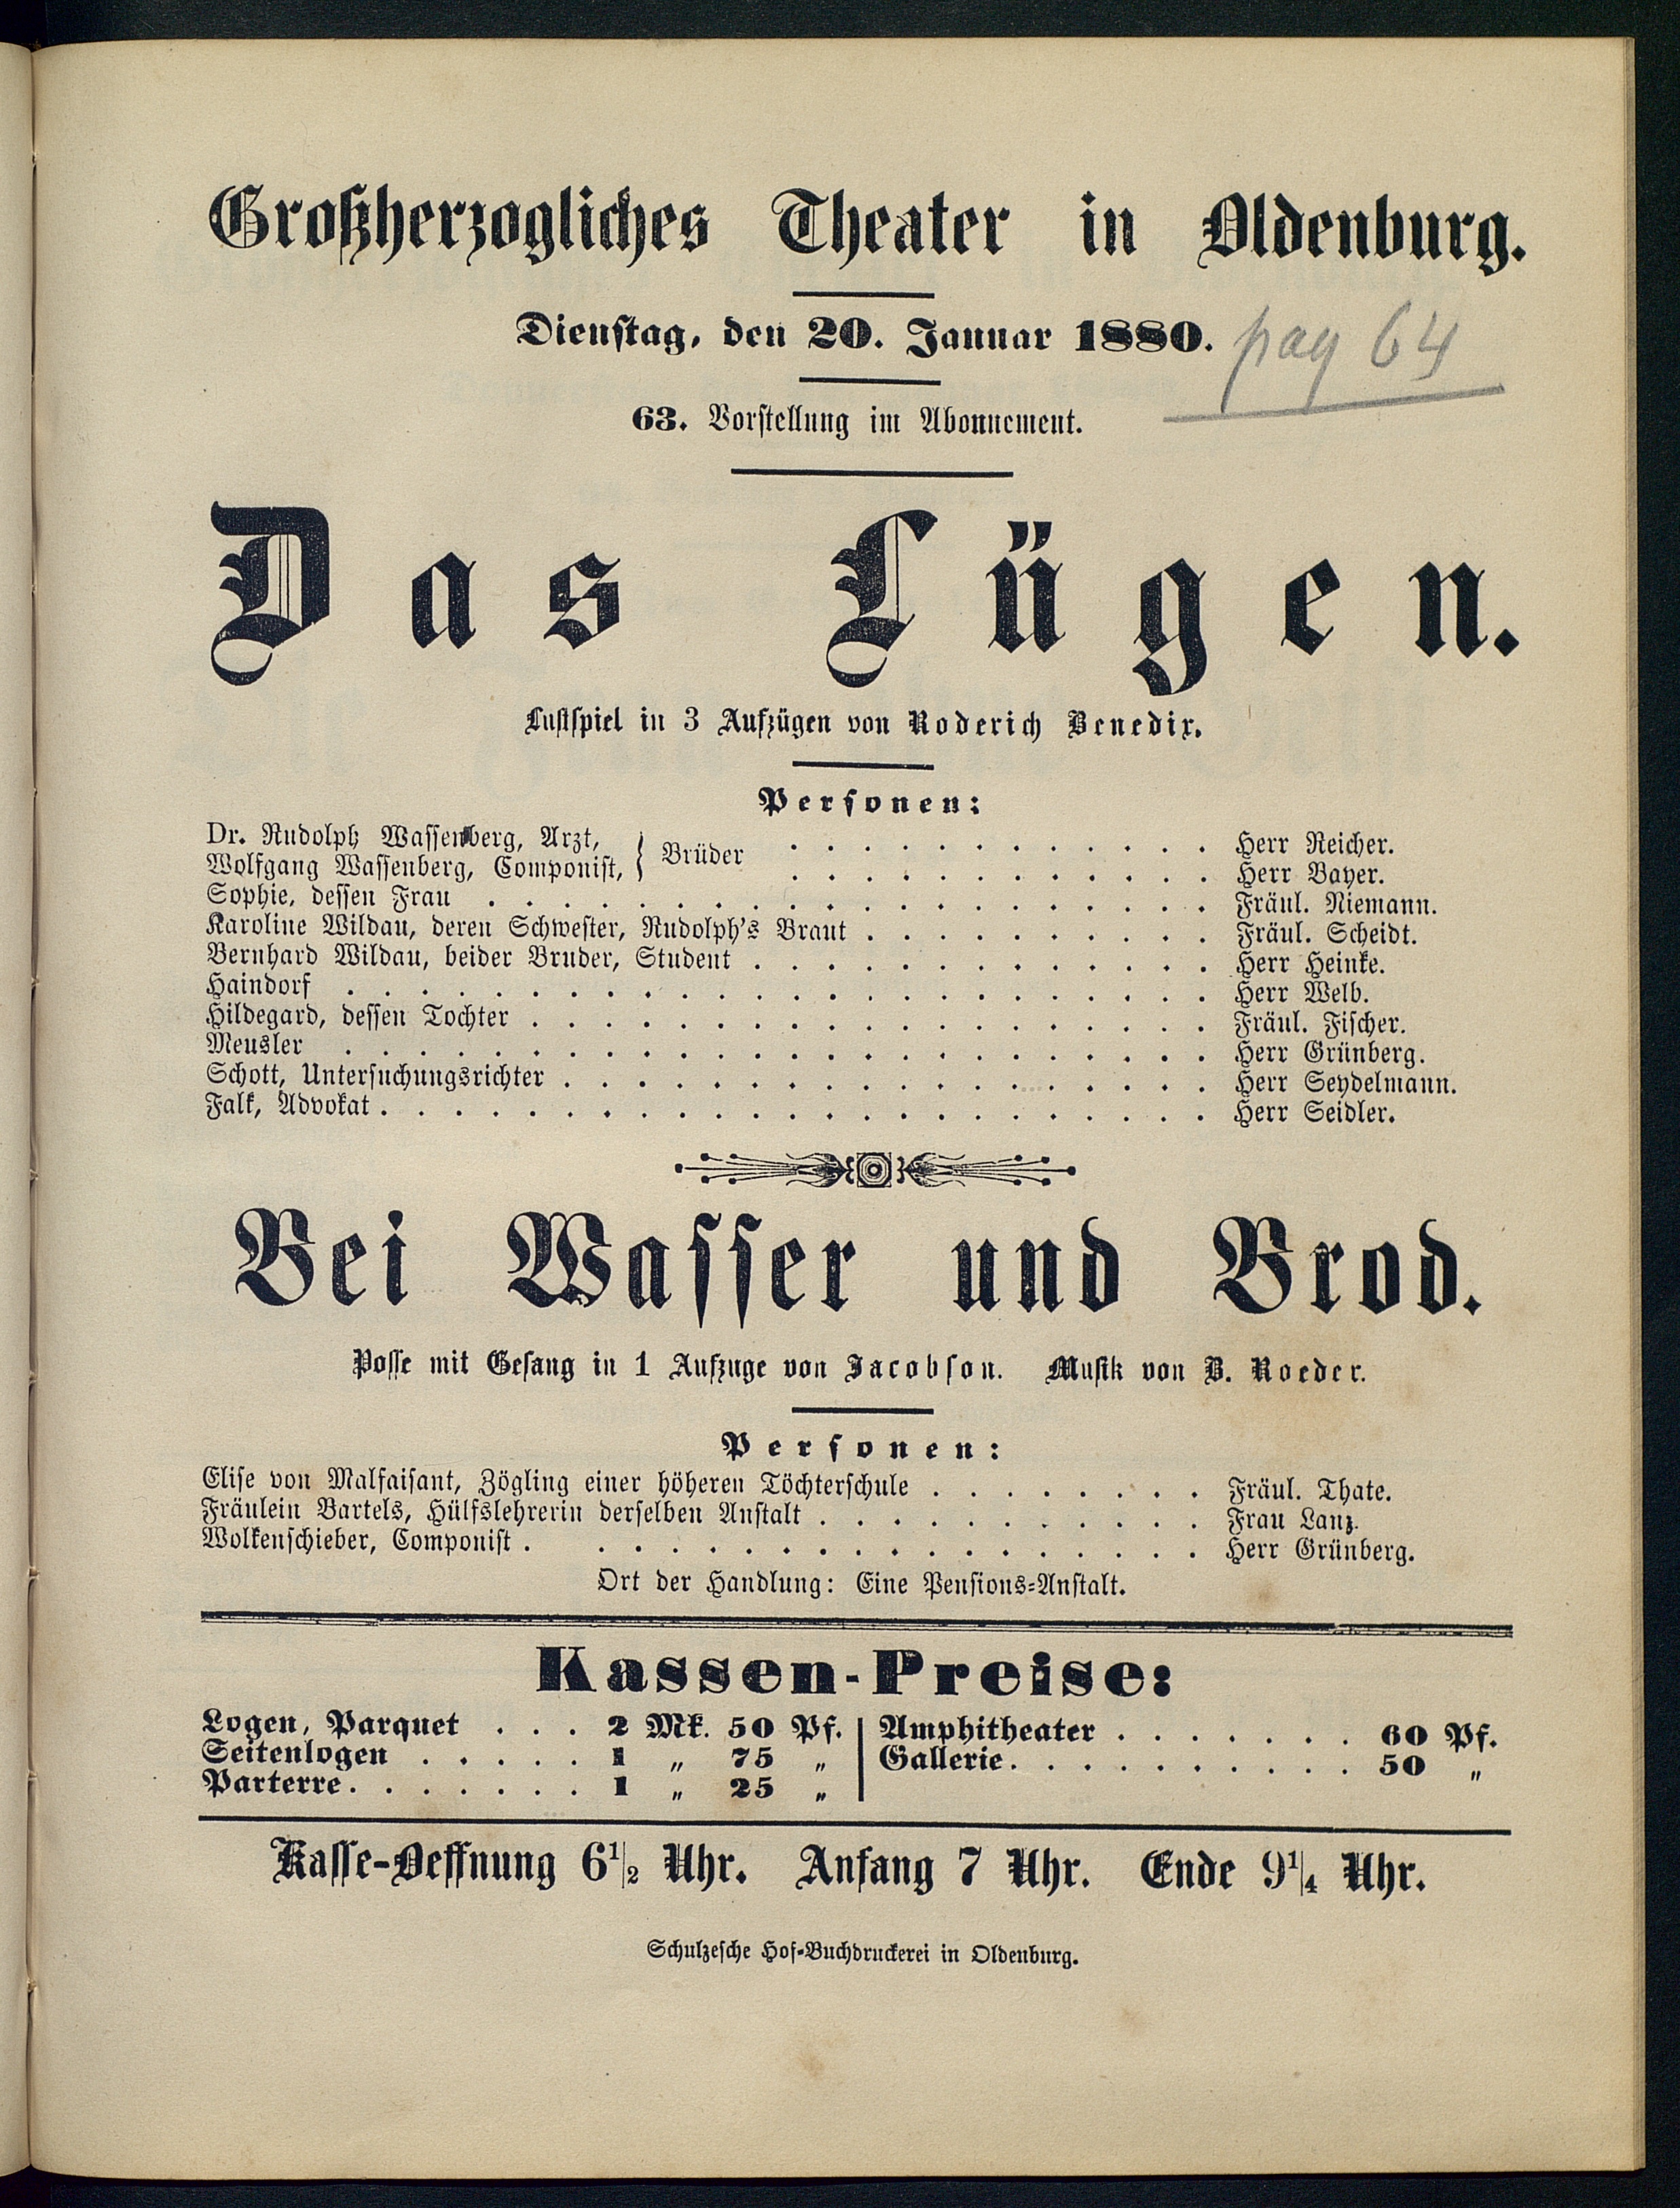 Großherzogliches Theater in Oldenburg.
Dienstag, den 20. Januar 1880.
pag 64
63. Vorstellung im Abonnement.
Das Lügen.
Lustspiel in 3 Aufzügen von Roderich Benedix.
Personen:
Dr. Rudolph Wassenberg, Arzt, } Brüder . . . . . . . . . . . . Herr Reicher.
Wolfgang Wassenberg, Componist, } . . . . . . . . . . . . Herr Bayer.
Sophie, dessen Frau . . . . . . . . . . . . . . . . . . . . Fräul. Niemann.
Karoline Wildau, deren Schwester, Rudolph's Braut . . . . . . . . . . Fräul. Scheidt.
Bernhard Wildau, beider Bruder, Student . . . . . . . . . . . . . Herr Heinke.
Haindorf . . . . . . . . . . . . . . . . . . . . . . . . Herr Welb.
Hildegard, dessen Tochter . . . . . . . . . . . . . . . . . . . Fräul. Fischer.
Meusler . . . . . . . . . . . . . . . . . . . . . . . . Herr Grünberg.
Schott, Untersuchungsrichter . . . . . . . . . . . . . . . . . . Herr Seydelmann.
Falk, Advokat . . . . . . . . . . . . . . . . . . . . . . . Herr Seidler.
Bei Wasser und Brod.
Posse mit Gesang in 1 Aufzuge von Jacobson. Musik von B. Roeder.
Personen:
Elise von Malfaisant, Zögling einer höheren Töchterschule . . . . . . . . Fräul. Thate.
Fräulein Bartels, Hülfslehrerin derselben Anstalt . . . . . . . . . . . Frau Lanz.
Wolkenschieber, Componist . . . . . . . . . . . . . . . . . . Herr Grünberg.
Ort der Handlung: Eine Pensions-Anstalt.
Kassen-Preise:
Logen, Parquet . . . 2 Mk. 50 Pf. | Amphitheater . . . . . . . 60 Pf.
Seitenlogen . . . . . 1 „ 75 „ | Gallerie . . . . . . . . . . 50 „
Parterre . . . . . . . 1 „ 25 „
Kasse-Oeffnung 6½ Uhr. Anfang 7 Uhr. Ende 9¼ Uhr.
Schulzesche Hof-Buchdruckerei in Oldenburg.